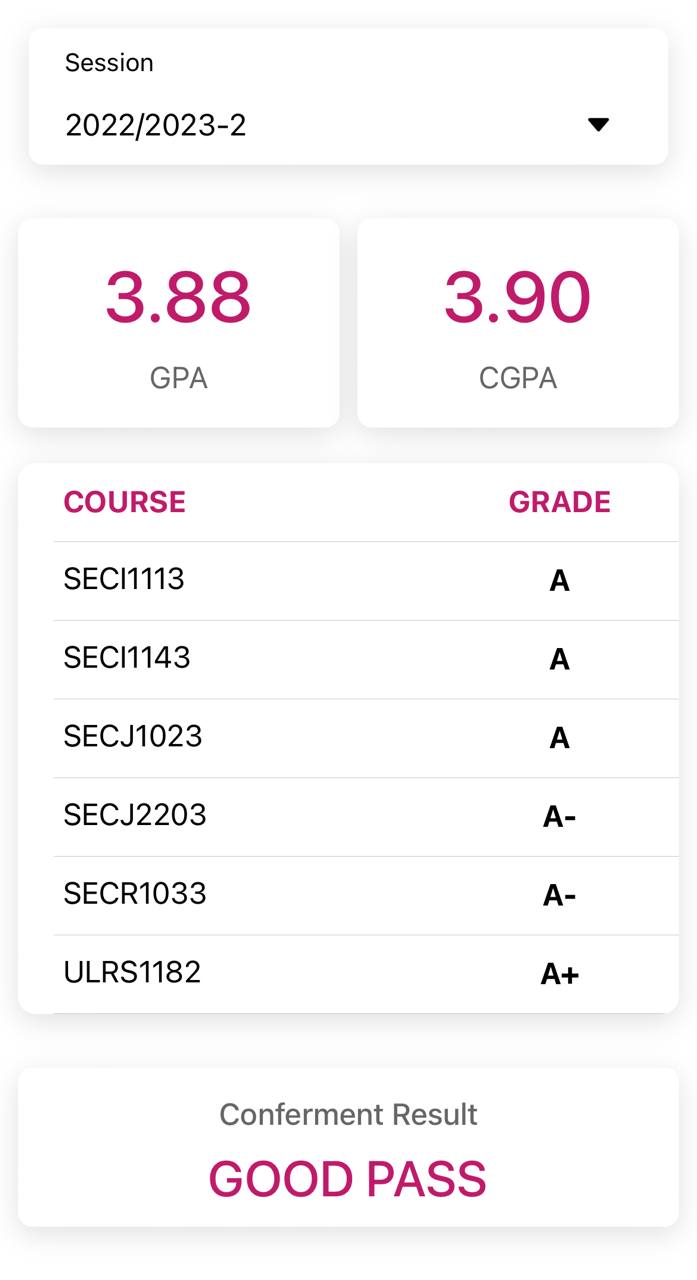 Session
2022/2023-2
3.88 3.90
GPA CGPA
COURSE GRADE
SECI1113 A
SECI1143 A
SECJ1023 A
SECJ2203 A-
SECR1033 A-
ULRS1182 A+
Conferment Result
GOOD PASS